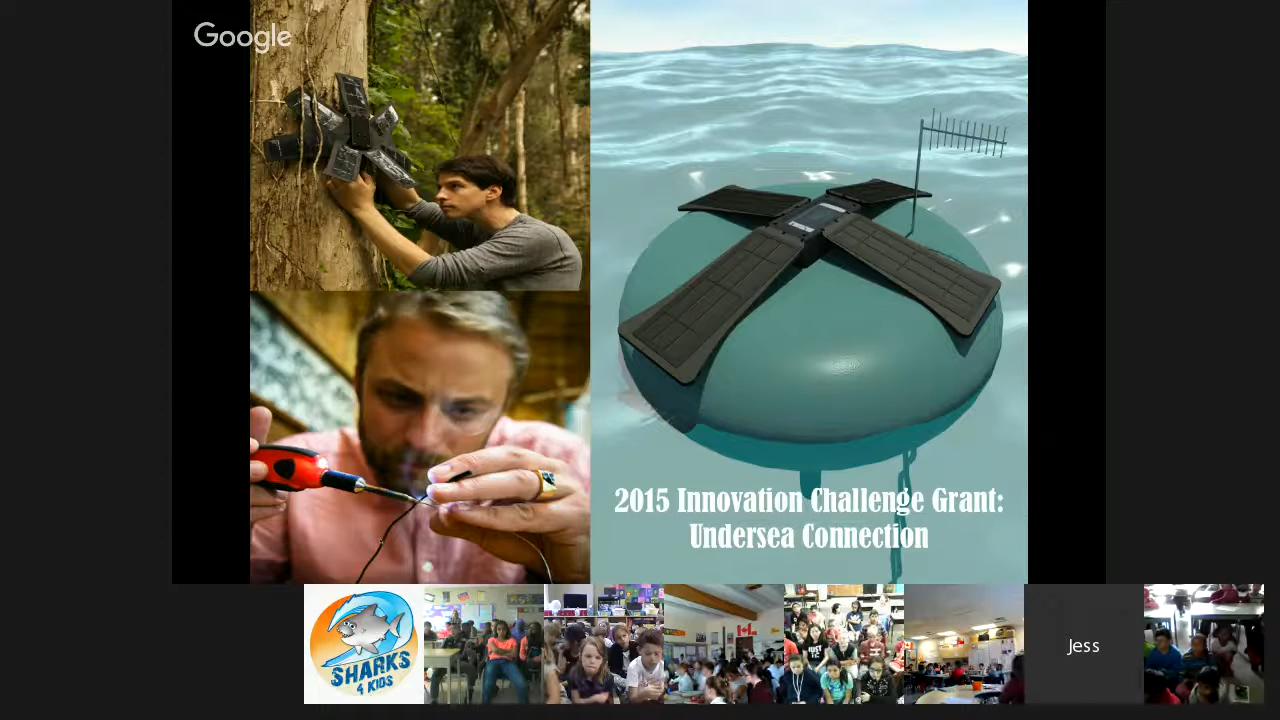 Google
2015 Innovation Challenge Grant:
Undersea Connection
SHARKS
4 KIDS
Jess